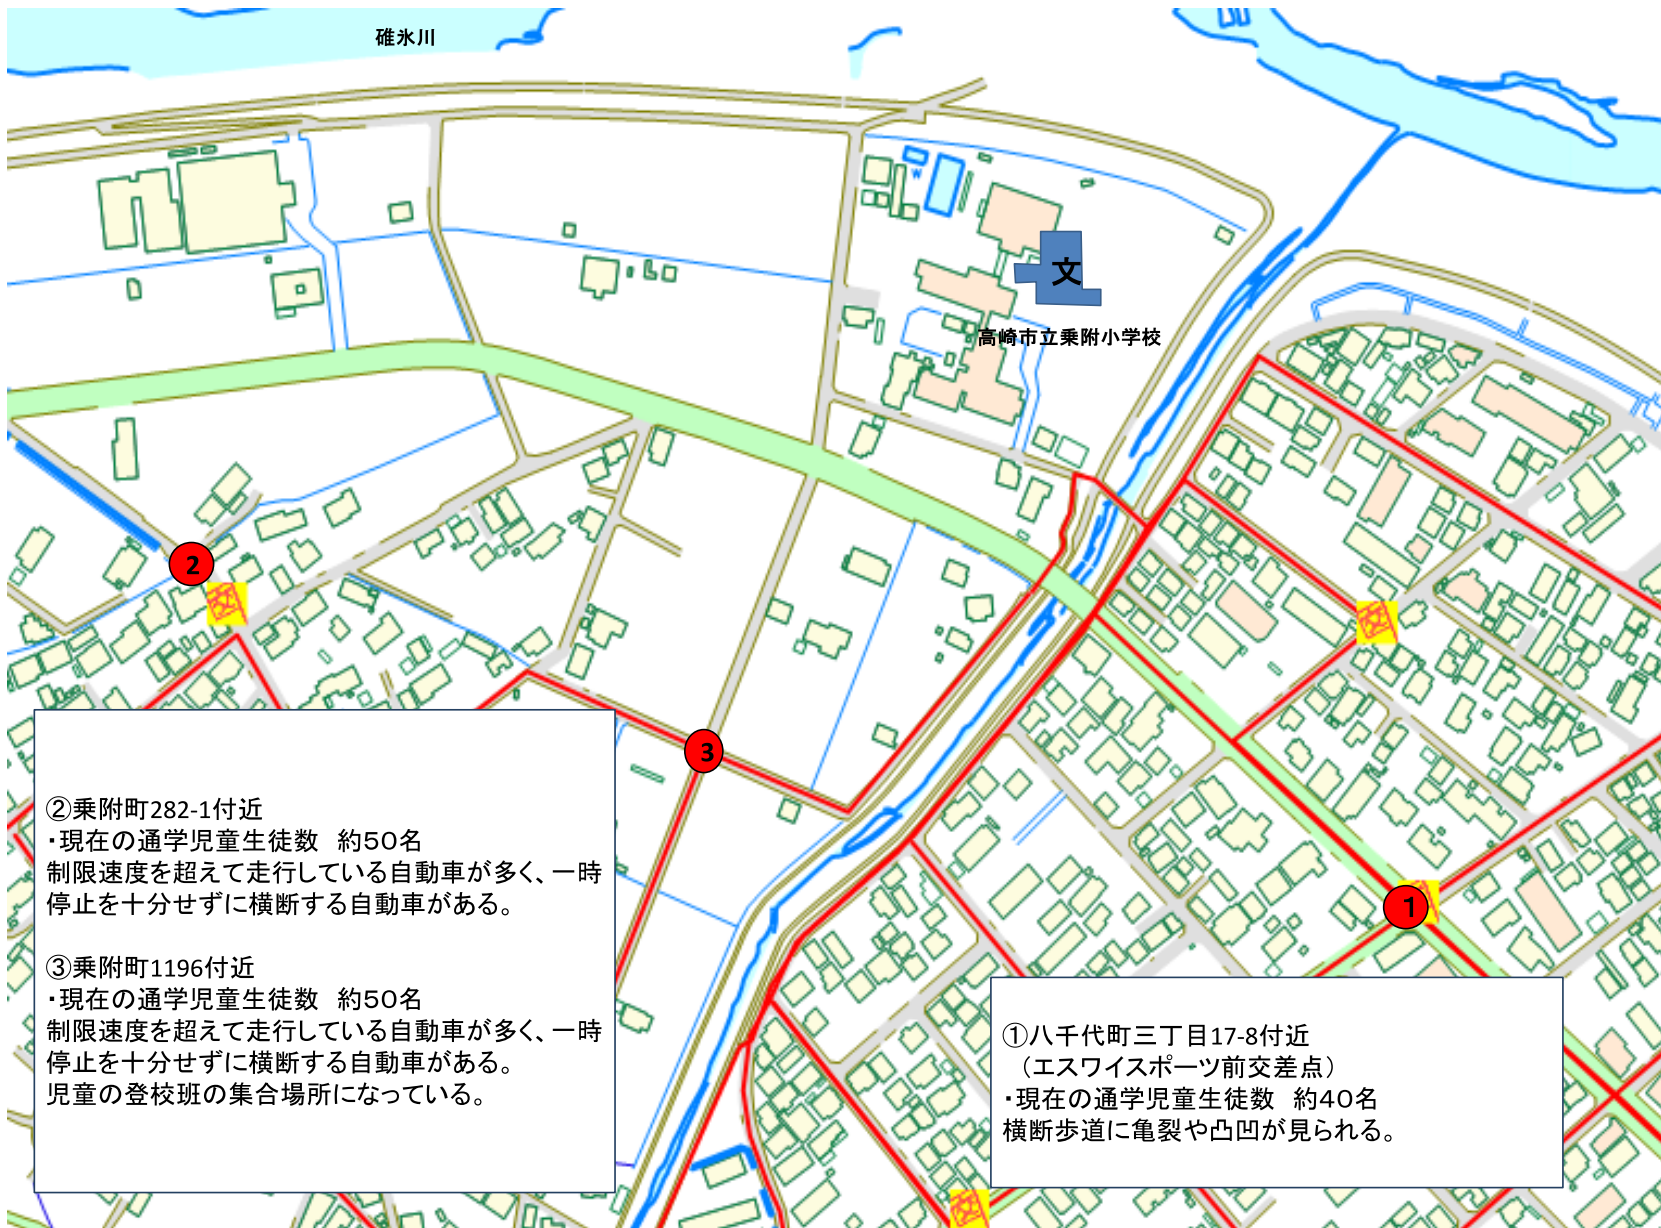 碓氷川
W
文
高崎市立乗附小学校
2
3
1
②乗附町282-1付近
・現在の通学児童生徒数　約50名
制限速度を超えて走行している自動車が多く、一時
停止を十分せずに横断する自動車がある。
③乗附町1196付近
・現在の通学児童生徒数　約50名
制限速度を超えて走行している自動車が多く、一時
停止を十分せずに横断する自動車がある。
児童の登校班の集合場所になっている。
①八千代町三丁目17-8付近
（エスワイスポーツ前交差点）
・現在の通学児童生徒数　約40名
横断歩道に亀裂や凸凹が見られる。